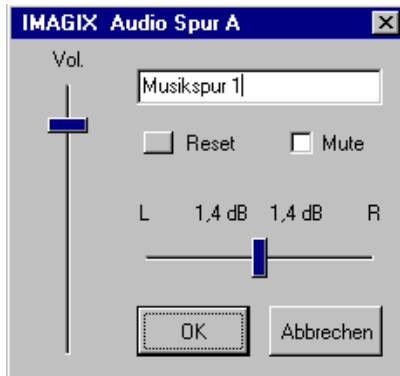 IMAGIX Audio Spur A
Vol.
Musikspur 1
Reset Mute
L 1,4 dB 1,4 dB R
OK Abbrechen